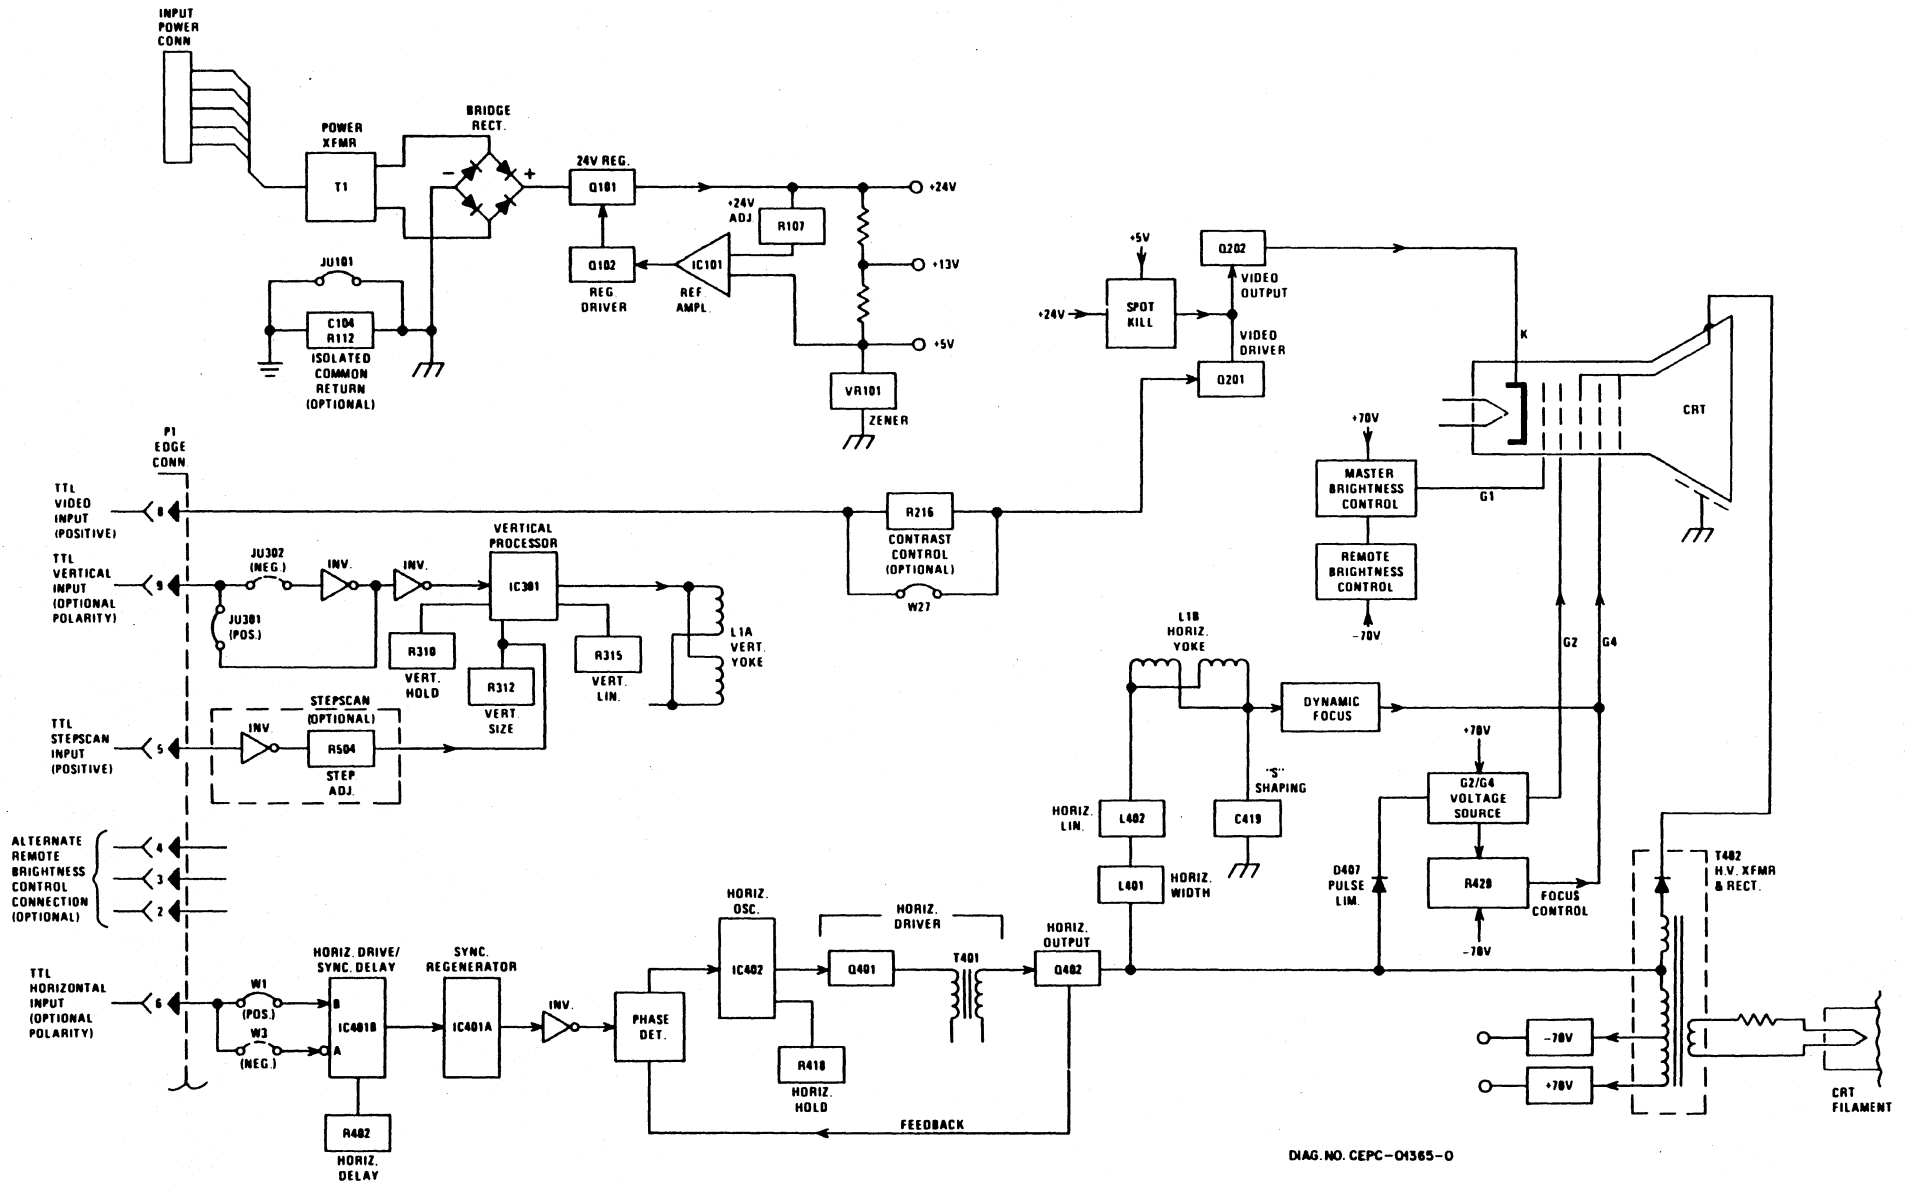 INPUT
POWER
CONN
POWER
XFMR
T1
BRIDGE
RECT.
−
+
24V REG.
Q101
+24V
ADJ.
R107
+24V
+13V
+5V
Q102
REG.
DRIVER
IC101
REF.
AMPL.
VR101
ZENER
JU101
C104
R112
ISOLATED
COMMON
RETURN
(OPTIONAL)
+5V
+24V
SPOT
KILL
Q202
VIDEO
OUTPUT
VIDEO
DRIVER
Q201
K
CRT
+70V
MASTER
BRIGHTNESS
CONTROL
G1
REMOTE
BRIGHTNESS
CONTROL
−70V
G2
G4
P1
EDGE
CONN.
TTL
VIDEO
INPUT
(POSITIVE)
8
R216
CONTRAST
CONTROL
(OPTIONAL)
W27
TTL
VERTICAL
INPUT
(OPTIONAL
POLARITY)
9
JU302
(NEG.)
JU301
(POS.)
INV.
INV.
VERTICAL
PROCESSOR
IC301
R310
VERT.
HOLD
R312
VERT.
SIZE
R315
VERT.
LIN.
L1A
VERT.
YOKE
TTL
STEPSCAN
INPUT
(POSITIVE)
5
STEPSCAN
(OPTIONAL)
INV.
R504
STEP
ADJ.
L1B
HORIZ.
YOKE
DYNAMIC
FOCUS
"S"
SHAPING
C419
HORIZ.
LIN.
L402
L401
HORIZ.
WIDTH
+70V
G2/G4
VOLTAGE
SOURCE
D407
PULSE
LIM.
R428
FOCUS
CONTROL
−70V
T402
H.V. XFMR
& RECT.
ALTERNATE
REMOTE
BRIGHTNESS
CONTROL
CONNECTION
(OPTIONAL)
4
3
2
TTL
HORIZONTAL
INPUT
(OPTIONAL
POLARITY)
6
W1
(POS.)
W3
(NEG.)
HORIZ. DRIVE/
SYNC. DELAY
B
IC401B
A
R402
HORIZ.
DELAY
SYNC.
REGENERATOR
IC401A
INV.
PHASE
DET.
HORIZ.
OSC.
IC402
R418
HORIZ.
HOLD
HORIZ.
DRIVER
Q401
T401
HORIZ.
OUTPUT
Q402
FEEDBACK
−70V
+70V
CRT
FILAMENT
DIAG. NO. CEPC-01365-0